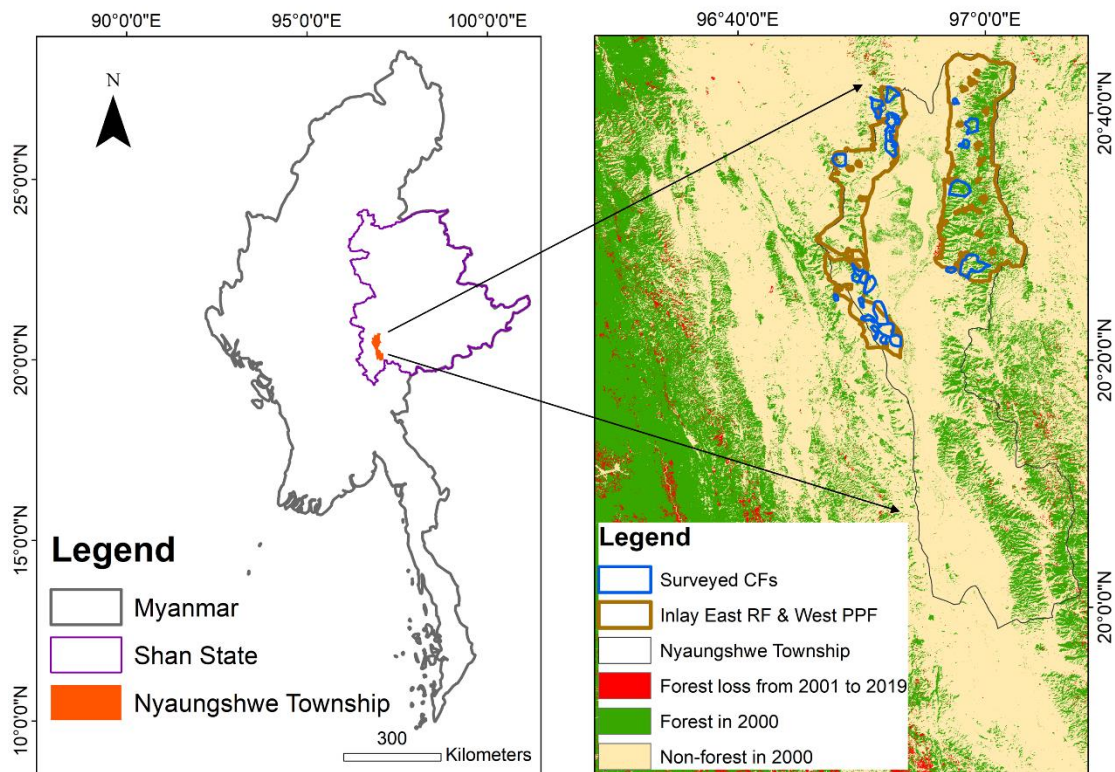 90°0'0"E
95°0'0"E
100°0'0"E
N
25°0'0"N
20°0'0"N
15°0'0"N
10°0'0"N
Legend
Myanmar
Shan State
Nyaungshwe Township
300
Kilometers
96°40'0"E
97°0'0"E
20°40'0"N
20°20'0"N
20°0'0"N
Legend
Surveyed CFs
Inlay East RF & West PPF
Nyaungshwe Township
Forest loss from 2001 to 2019
Forest in 2000
Non-forest in 2000